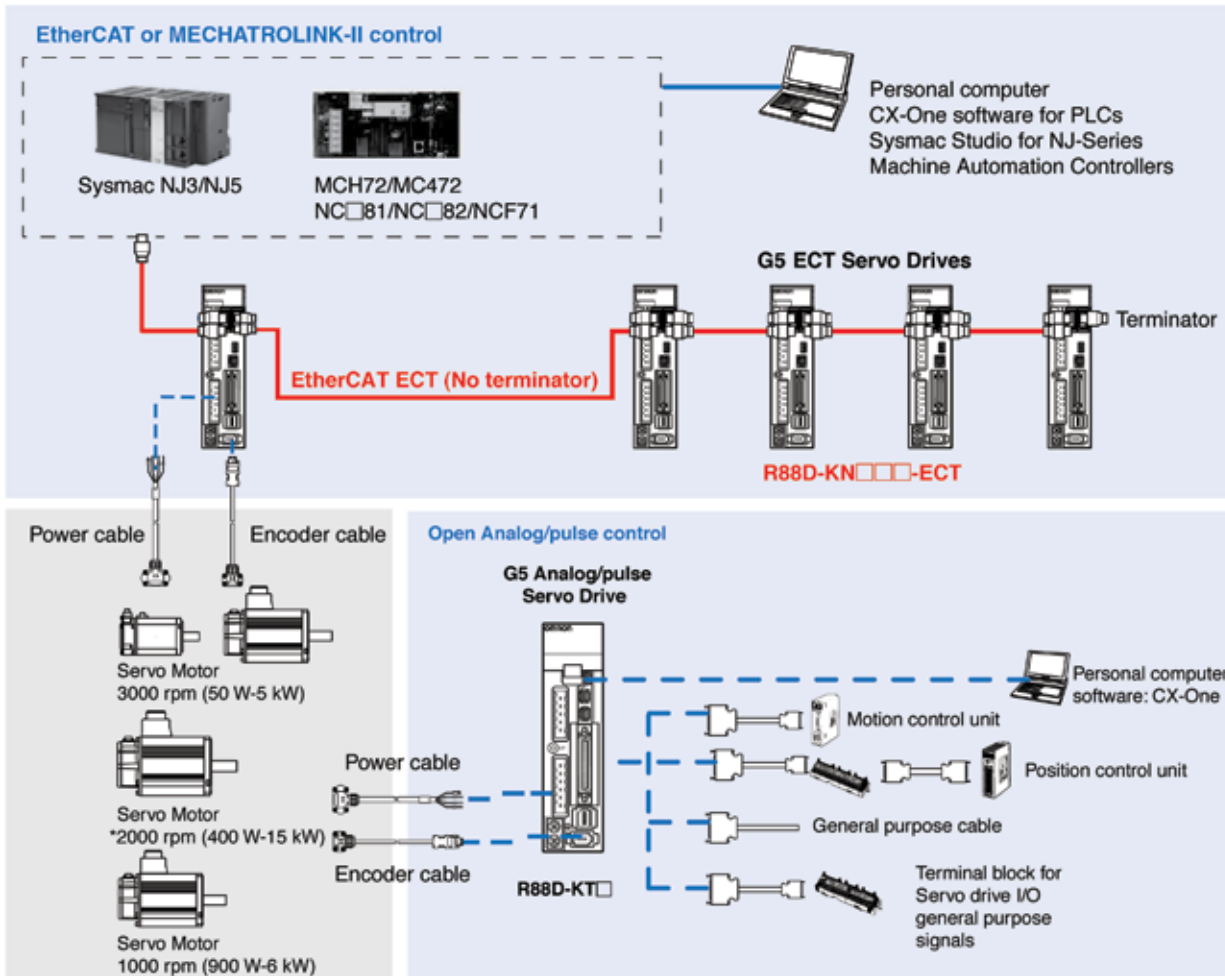 EtherCAT or MECHATROLINK-II control
Sysmac NJ3/NJ5
MCH72/MC472
NC□81/NC□82/NCF71
Personal computer
CX-One software for PLCs
Sysmac Studio for NJ-Series
Machine Automation Controllers
G5 ECT Servo Drives
Terminator
EtherCAT ECT (No terminator)
R88D-KN□□□-ECT
Power cable
Encoder cable
Servo Motor
3000 rpm (50 W-5 kW)
Servo Motor
*2000 rpm (400 W-15 kW)
Servo Motor
1000 rpm (900 W-6 kW)
Open Analog/pulse control
G5 Analog/pulse
Servo Drive
Power cable
Encoder cable
R88D-KT□
Personal computer
software: CX-One
Motion control unit
Position control unit
General purpose cable
Terminal block for
Servo drive I/O
general purpose
signals